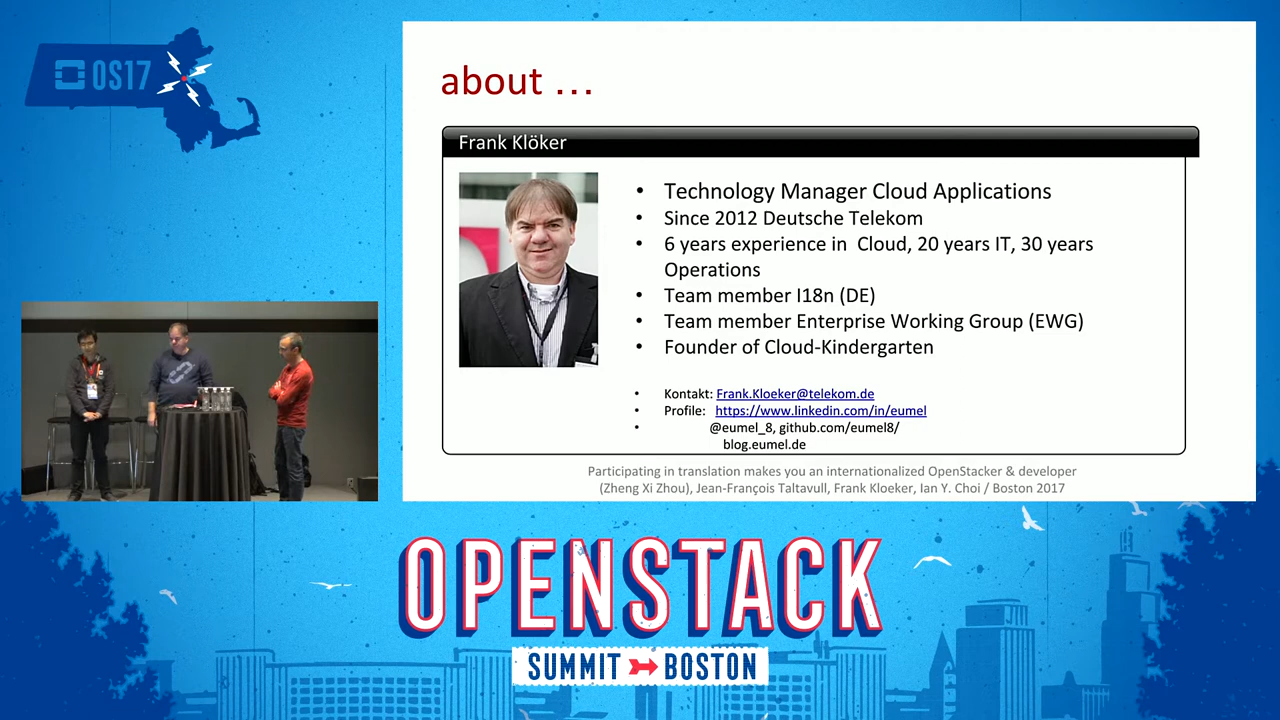 OS17
about …
Frank Klöker
• Technology Manager Cloud Applications
• Since 2012 Deutsche Telekom
• 6 years experience in Cloud, 20 years IT, 30 years
Operations
• Team member I18n (DE)
• Team member Enterprise Working Group (EWG)
• Founder of Cloud-Kindergarten
• Kontakt: Frank.Kloeker@telekom.de
• Profile: https://www.linkedin.com/in/eumel
• @eumel_8, github.com/eumel8/
blog.eumel.de
Participating in translation makes you an internationalized OpenStacker & developer
(Zheng Xi Zhou), Jean-François Taltavull, Frank Kloeker, Ian Y. Choi / Boston 2017
OPENSTACK
SUMMIT BOSTON